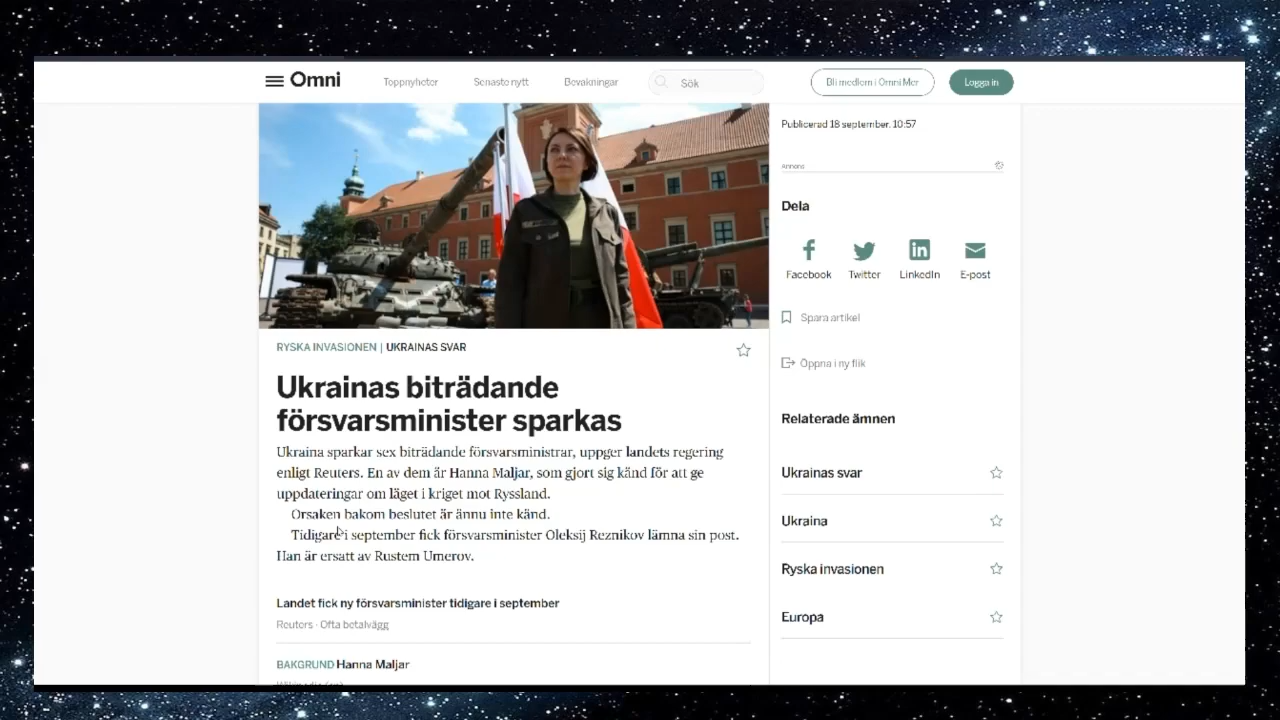 Omni
Toppnyheter
Senaste nytt
Bevakningar
Sök
Bli medlem i Omni Mer
Logga in
RYSKA INVASIONEN | UKRAINAS SVAR
Ukrainas biträdande
försvarsminister sparkas
Ukraina sparkar sex biträdande försvarsministrar, uppger landets regering
enligt Reuters. En av dem är Hanna Maljar, som gjort sig känd för att ge
uppdateringar om läget i kriget mot Ryssland.
Orsaken bakom beslutet är ännu inte känd.
Tidigare i september fick försvarsminister Oleksij Reznikov lämna sin post.
Han är ersatt av Rustem Umerov.
Landet fick ny försvarsminister tidigare i september
Reuters · Ofta betalvägg
BAKGRUND Hanna Maljar
Publicerad 18 september, 10:57
Annons
Dela
Facebook
Twitter
LinkedIn
E-post
Spara artikel
Öppna i ny flik
Relaterade ämnen
Ukrainas svar
Ukraina
Ryska invasionen
Europa